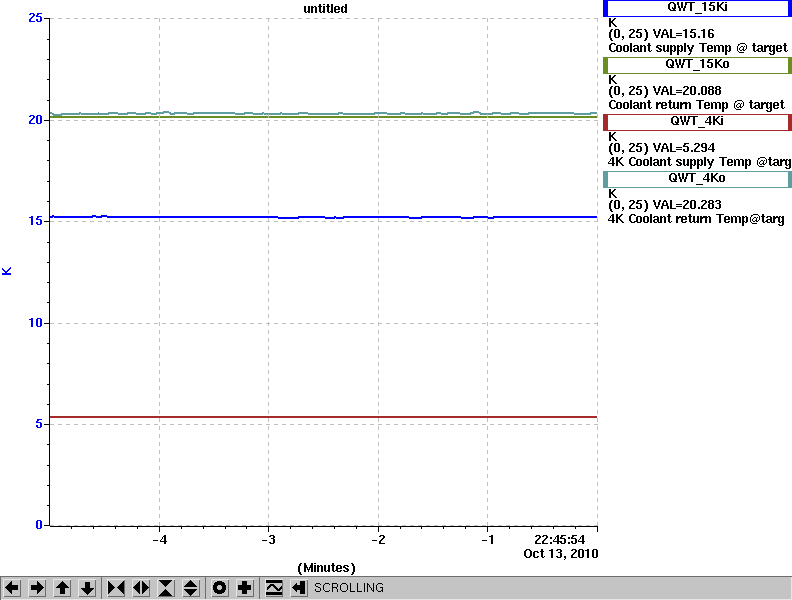 untitled
25
20
15
10
5
0
K
-4
-3
-2
-1
22:45:54
Oct 13, 2010
(Minutes)
QWT_15Ki
K
(0, 25) VAL=15.16
Coolant supply Temp @ target
QWT_15Ko
K
(0, 25) VAL=20.088
Coolant return Temp @ target
QWT_4Ki
K
(0, 25) VAL=5.294
4K Coolant supply Temp @targ
QWT_4Ko
K
(0, 25) VAL=20.283
4K Coolant return Temp@targ
SCROLLING